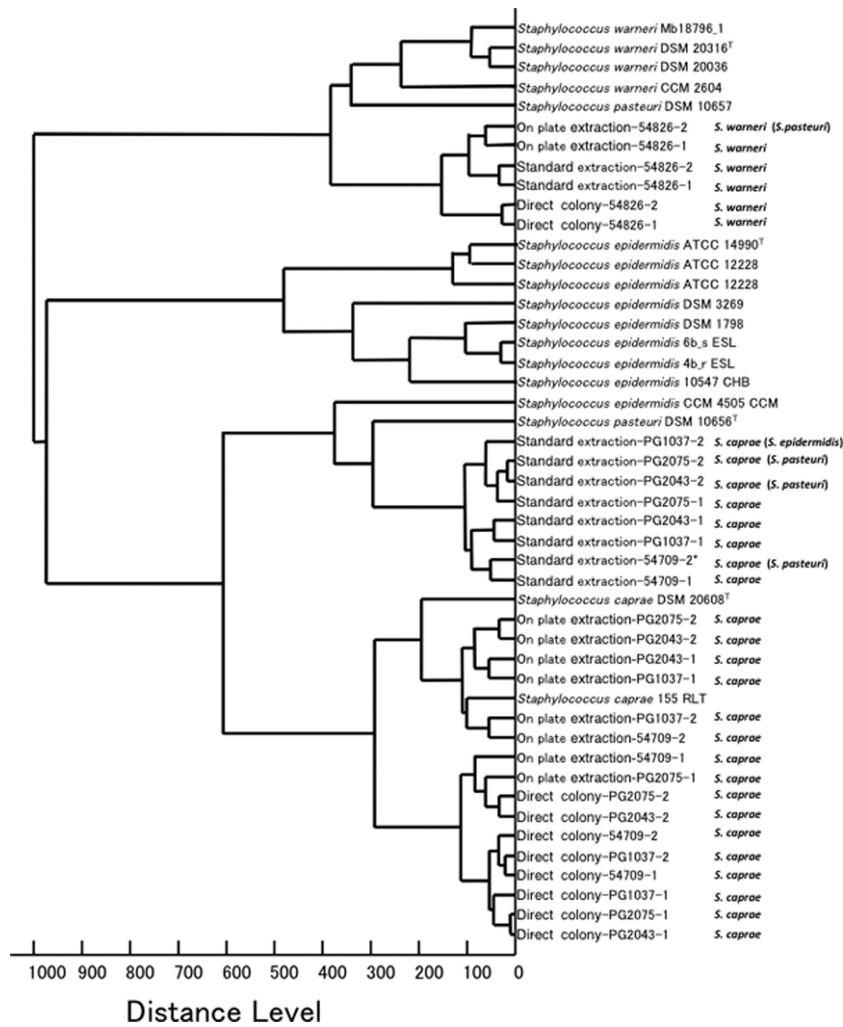 Staphylococcus warneri Mb18796_1
Staphylococcus warneri DSM 20316T
Staphylococcus warneri DSM 20036
Staphylococcus warneri CCM 2604
Staphylococcus pasteuri DSM 10657
On plate extraction-54826-2 S. warneri (S.pasteuri)
On plate extraction-54826-1 S. warneri
Standard extraction-54826-2 S. warneri
Standard extraction-54826-1 S. warneri
Direct colony-54826-2 S. warneri
Direct colony-54826-1 S. warneri
Staphylococcus epidermidis ATCC 14990T
Staphylococcus epidermidis ATCC 12228
Staphylococcus epidermidis ATCC 12228
Staphylococcus epidermidis DSM 3269
Staphylococcus epidermidis DSM 1798
Staphylococcus epidermidis 6b_s ESL
Staphylococcus epidermidis 4b_r ESL
Staphylococcus epidermidis 10547 CHB
Staphylococcus epidermidis CCM 4505 CCM
Staphylococcus pasteuri DSM 10656T
Standard extraction-PG1037-2 S. caprae (S. epidermidis)
Standard extraction-PG2075-2 S. caprae (S. pasteuri)
Standard extraction-PG2043-2 S. caprae (S. pasteuri)
Standard extraction-PG2075-1 S. caprae
Standard extraction-PG2043-1 S. caprae
Standard extraction-PG1037-1 S. caprae
Standard extraction-54709-2* S. caprae (S. pasteuri)
Standard extraction-54709-1 S. caprae
Staphylococcus caprae DSM 20608T
On plate extraction-PG2075-2 S. caprae
On plate extraction-PG2043-2 S. caprae
On plate extraction-PG2043-1 S. caprae
On plate extraction-PG1037-1 S. caprae
Staphylococcus caprae 155 RLT
On plate extraction-PG1037-2 S. caprae
On plate extraction-54709-2 S. caprae
On plate extraction-54709-1 S. caprae
On plate extraction-PG2075-1 S. caprae
Direct colony-PG2075-2 S. caprae
Direct colony-PG2043-2 S. caprae
Direct colony-54709-2 S. caprae
Direct colony-PG1037-2 S. caprae
Direct colony-54709-1 S. caprae
Direct colony-PG1037-1 S. caprae
Direct colony-PG2075-1 S. caprae
Direct colony-PG2043-1 S. caprae
1000 900 800 700 600 500 400 300 200 100 0
Distance Level